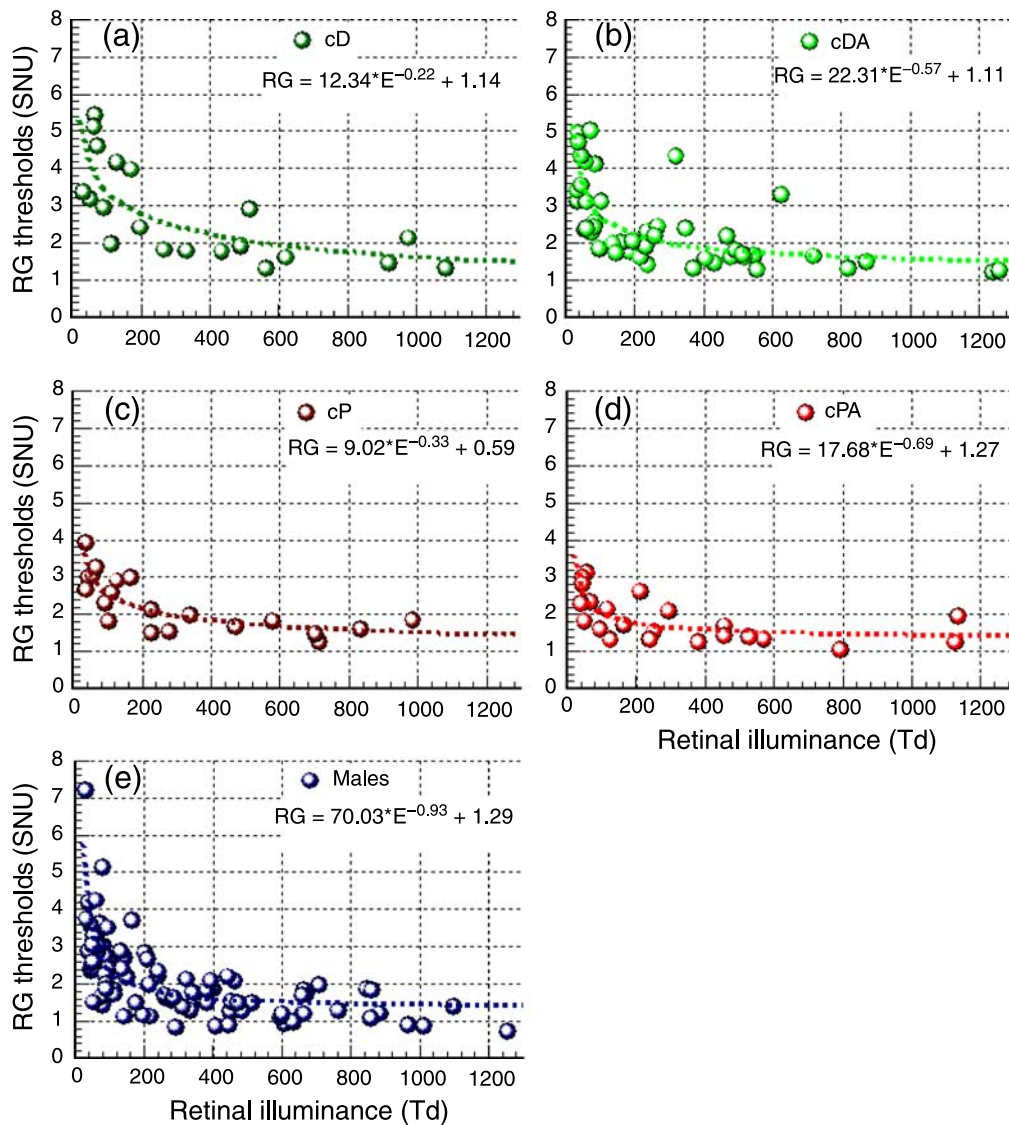 (a)
cD
RG = 12.34*E^−0.22 + 1.14
RG thresholds (SNU)
8
7
6
5
4
3
2
1
0
0 200 400 600 800 1000 1200
(b)
cDA
RG = 22.31*E^−0.57 + 1.11
8
7
6
5
4
3
2
1
0
0 200 400 600 800 1000 1200
(c)
cP
RG = 9.02*E^−0.33 + 0.59
RG thresholds (SNU)
8
7
6
5
4
3
2
1
0
0 200 400 600 800 1000 1200
(d)
cPA
RG = 17.68*E^−0.69 + 1.27
8
7
6
5
4
3
2
1
0
0 200 400 600 800 1000 1200
Retinal illuminance (Td)
(e)
Males
RG = 70.03*E^−0.93 + 1.29
RG thresholds (SNU)
8
7
6
5
4
3
2
1
0
0 200 400 600 800 1000 1200
Retinal illuminance (Td)